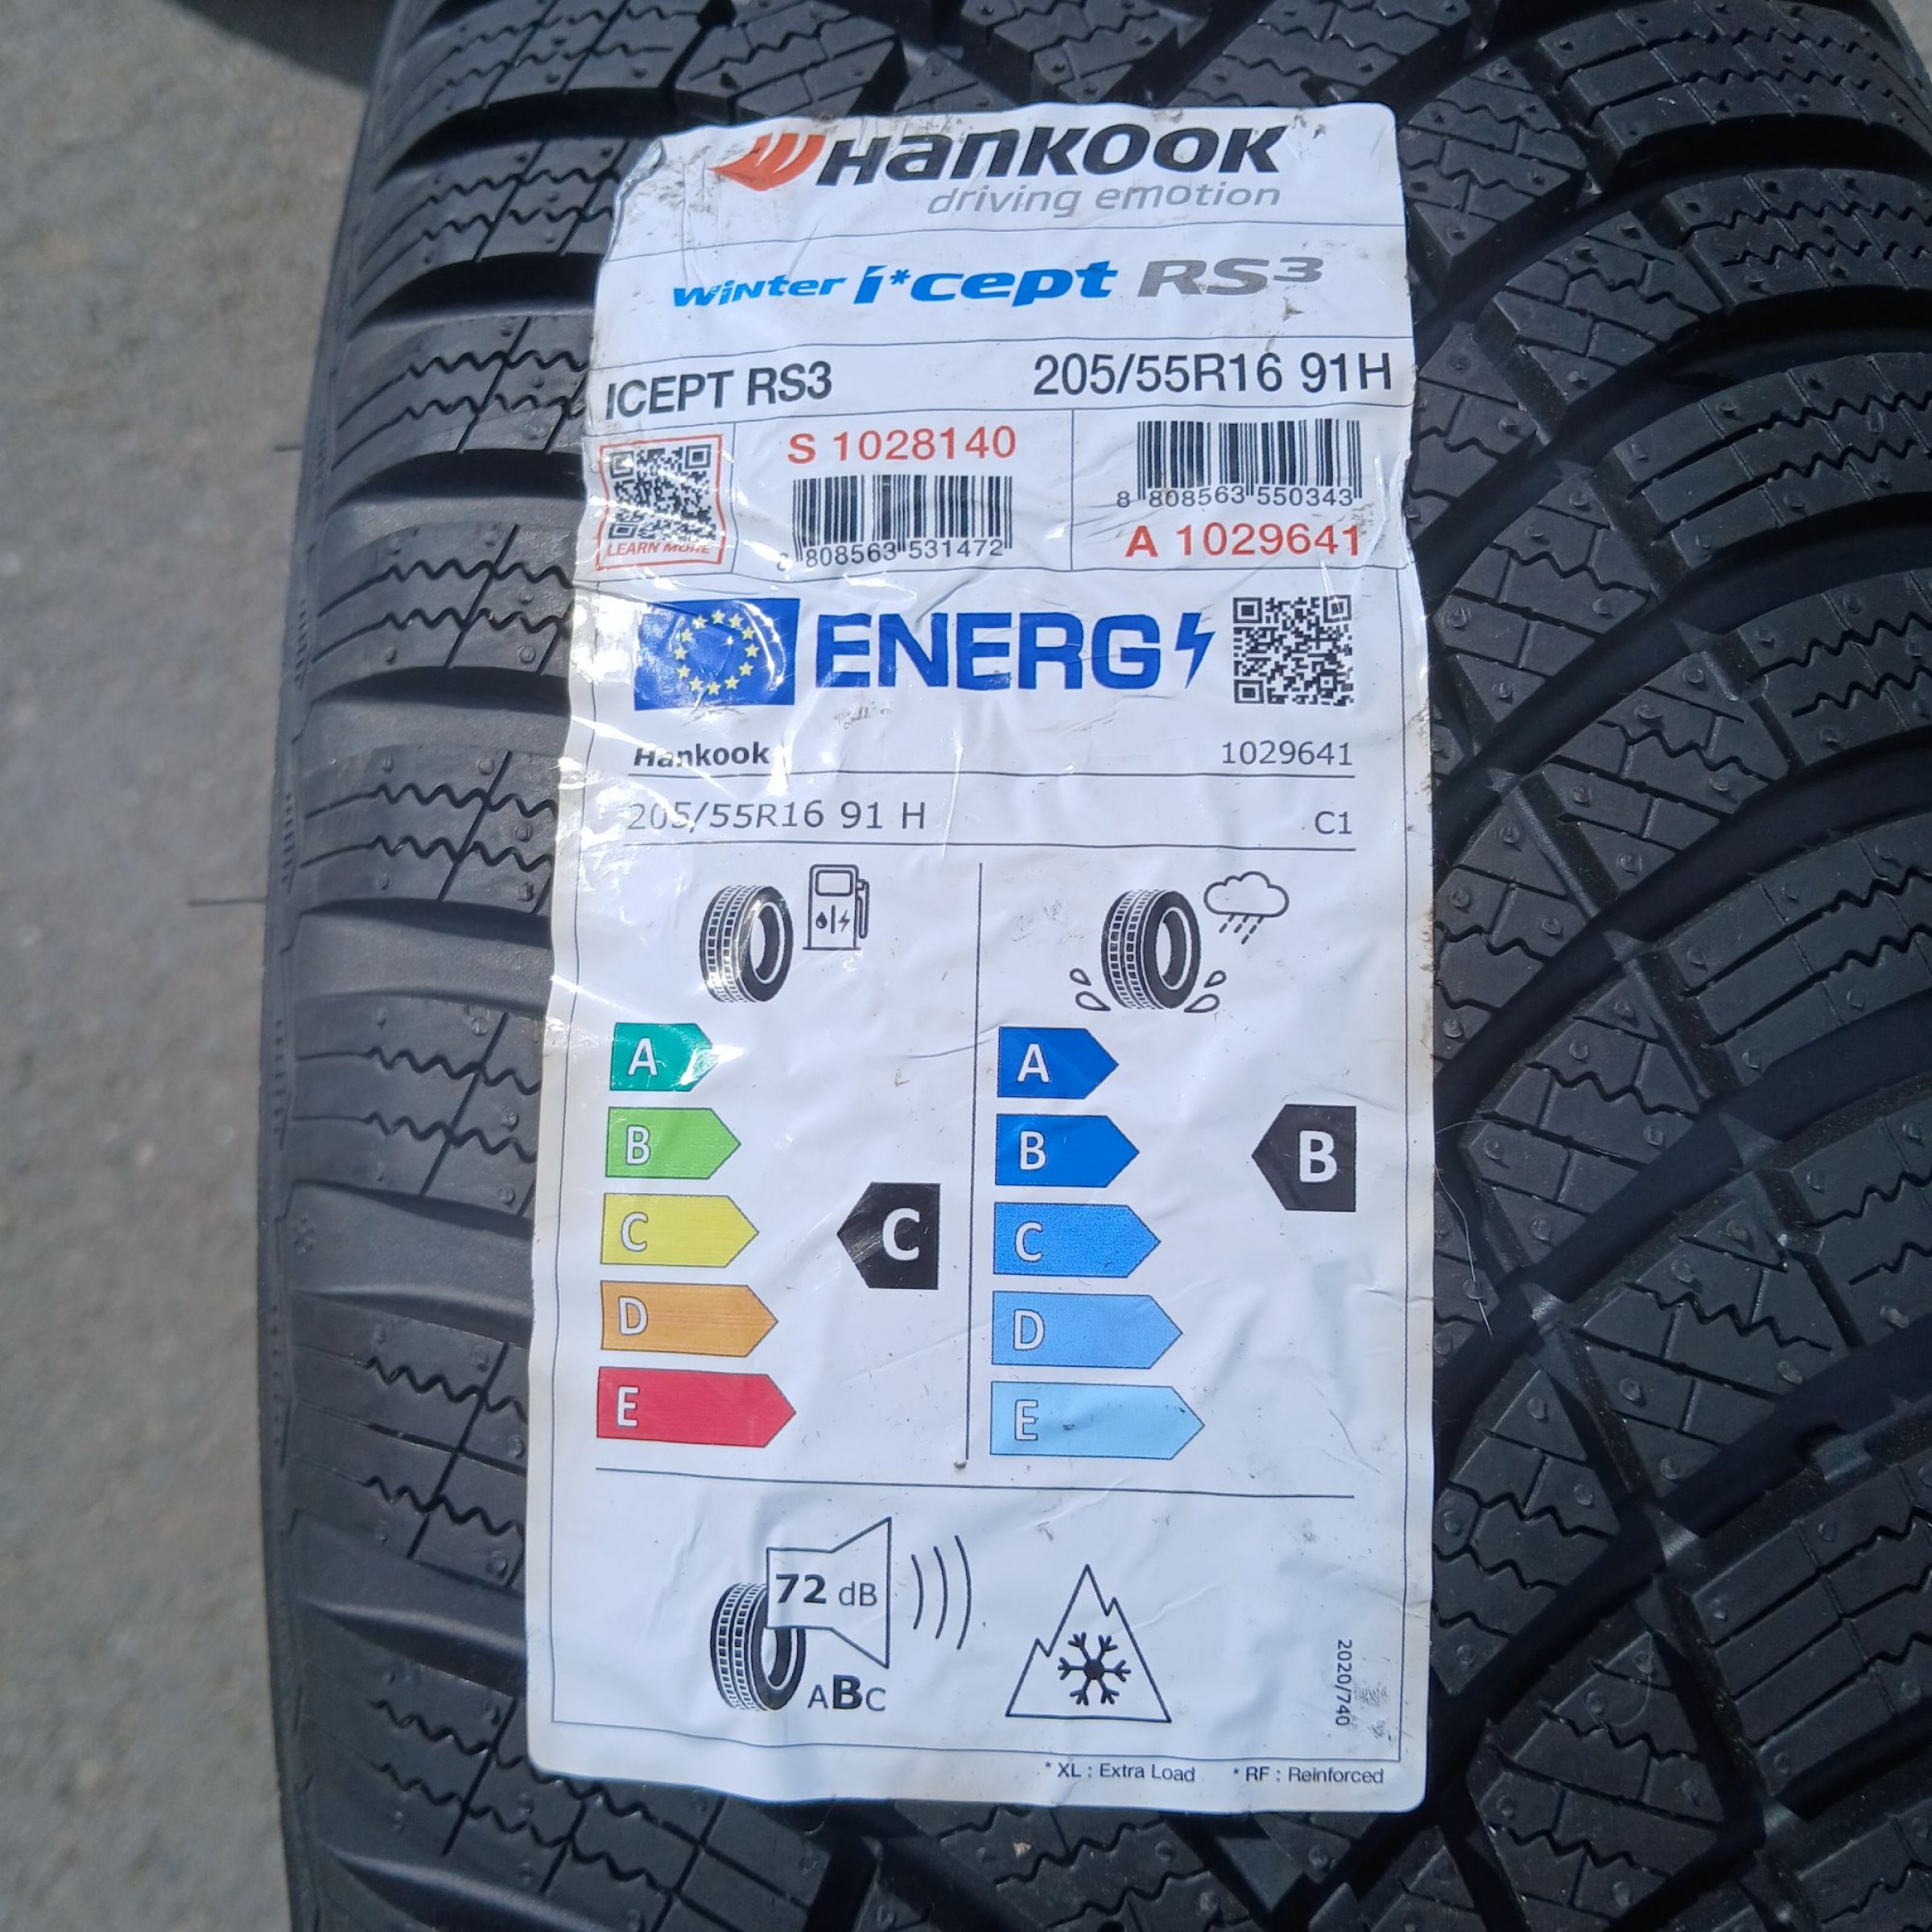 Hankook
driving emotion
winter i*cept RS3
ICEPT RS3 205/55R16 91H
LEARN MORE
S 1028140
8 808563 531472
8 808563 550343
A 1029641
ENERG
Hankook 1029641
205/55R16 91 H C1
A
B
C
D
E
C
A
B
C
D
E
B
72 dB
ABC
2020/740
* XL : Extra Load * RF : Reinforced